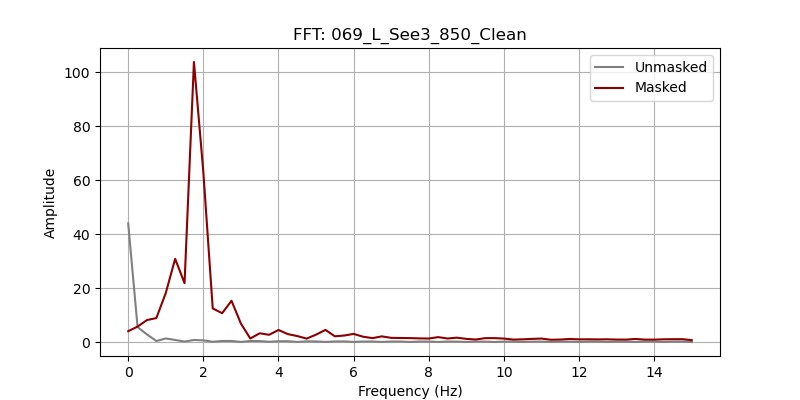 FFT: 069_L_See3_850_Clean
Unmasked
Masked
100
80
60
40
20
0
Amplitude
0 2 4 6 8 10 12 14
Frequency (Hz)